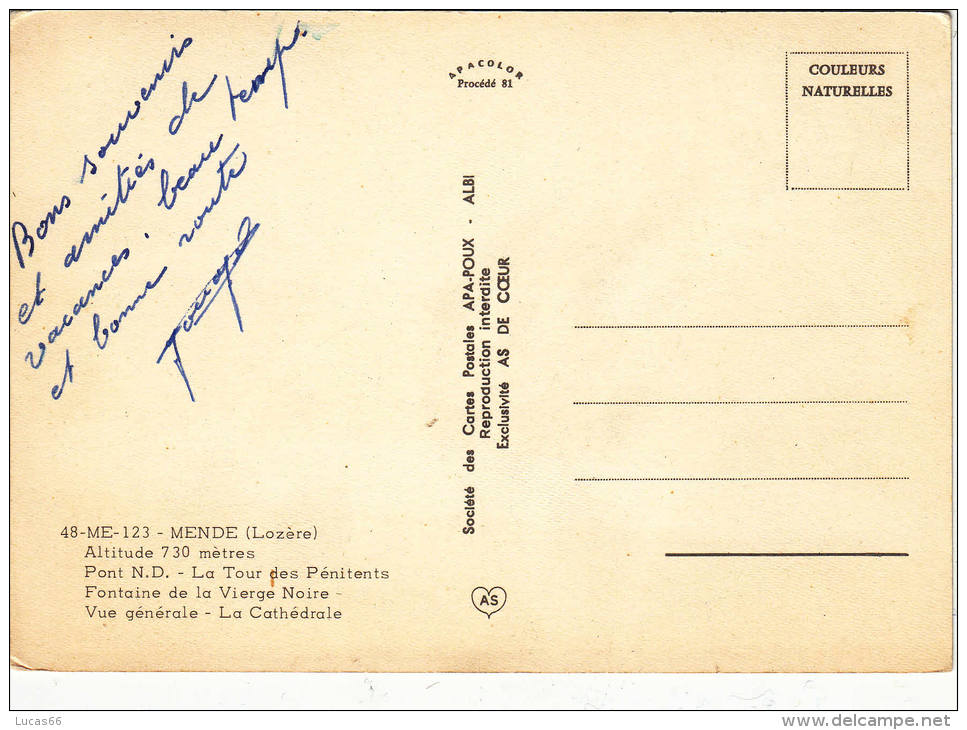 Bons souvenirs
et amitiés de
vacances. beau temps.
et bonne route
APACOLOR
Procédé 81
COULEURS
NATURELLES
Société des Cartes Postales APA-POUX - ALBI
Reproduction interdite
Exclusivité AS DE CŒUR
48-ME-123 - MENDE (Lozère)
Altitude 730 mètres
Pont N.D. - La Tour des Pénitents
Fontaine de la Vierge Noire -
Vue générale - La Cathédrale
AS
Lucas66
www.delcampe.net